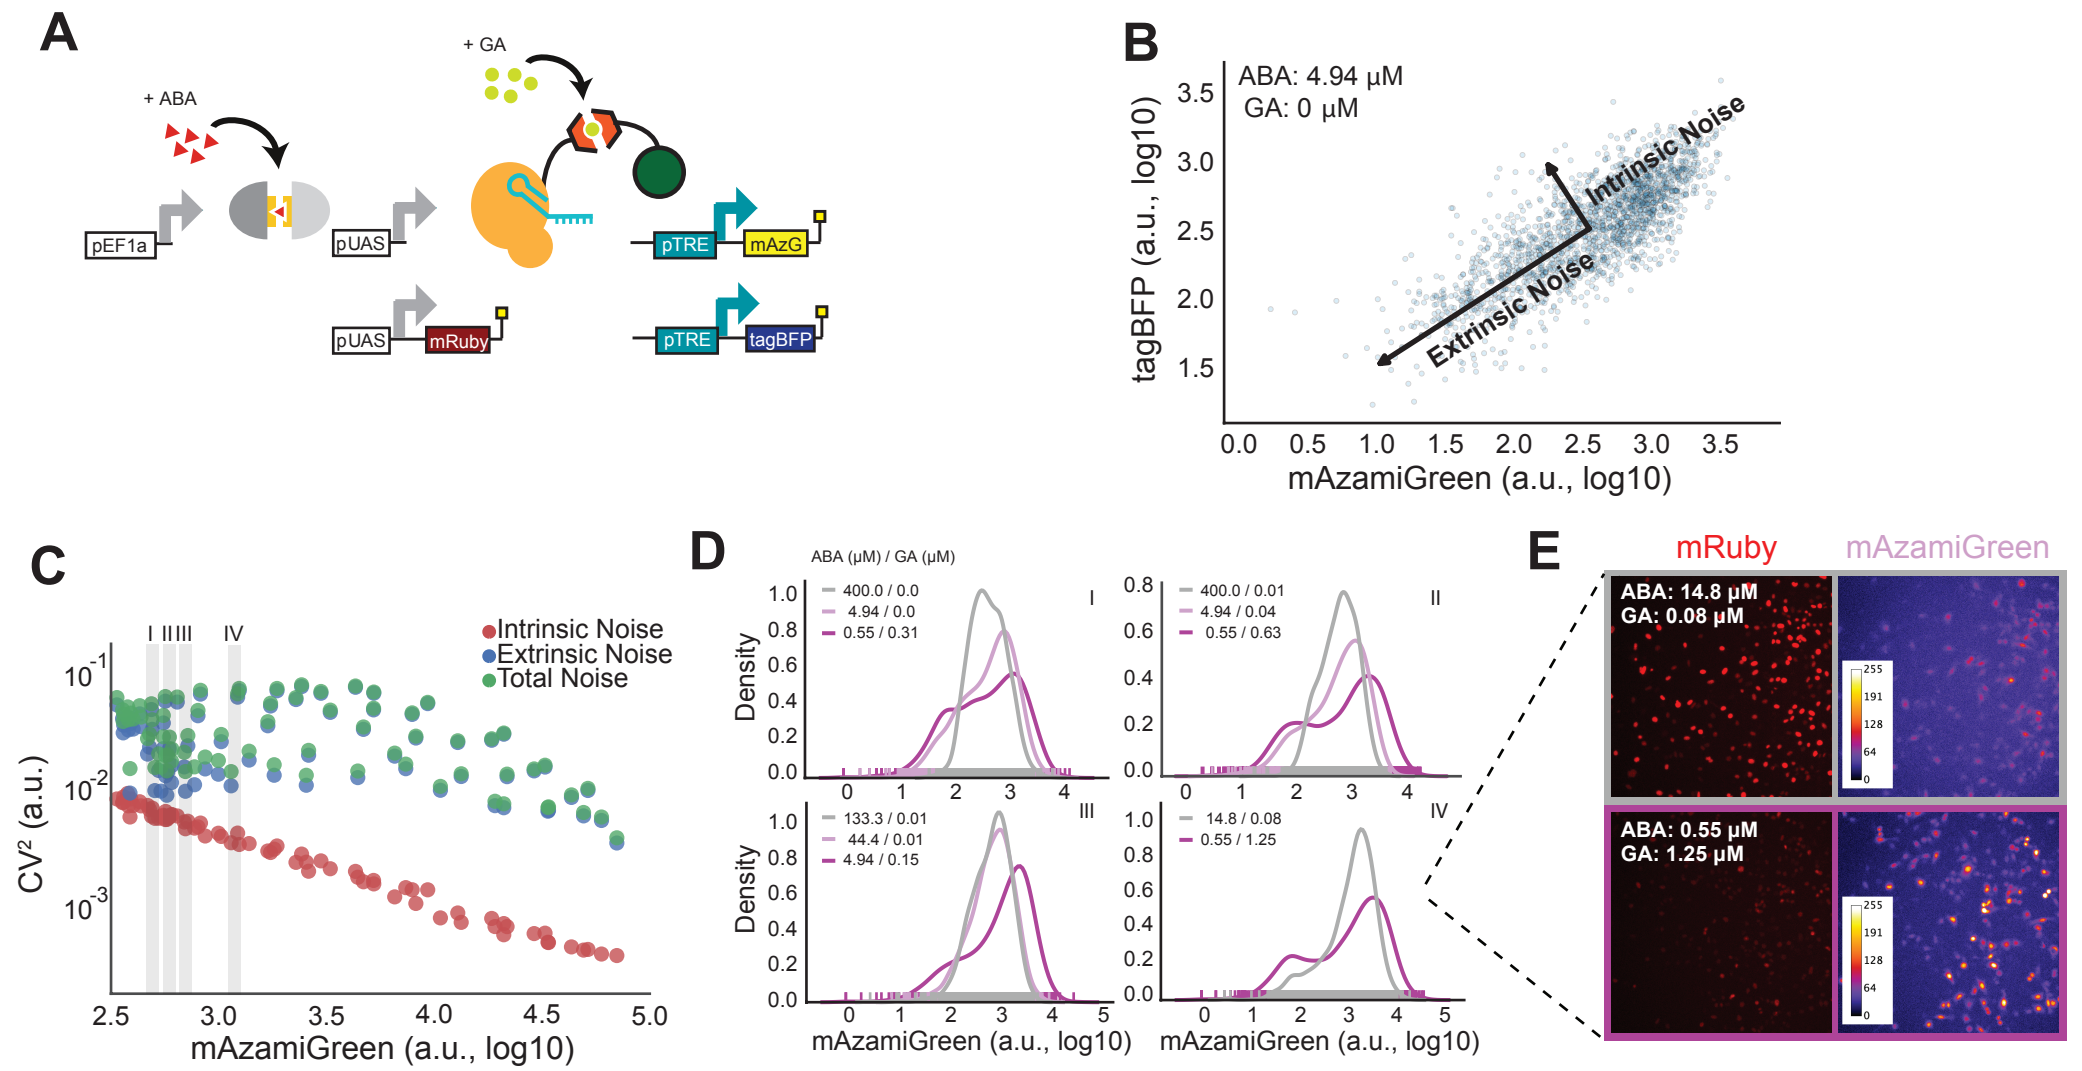 A
+ GA
+ ABA
pEF1a
pUAS
pTRE
mAzG
pUAS
mRuby
pTRE
tagBFP
B
ABA: 4.94 µM
GA: 0 µM
tagBFP (a.u., log10)
3.5
3.0
2.5
2.0
1.5
Intrinsic Noise
Extrinsic Noise
0.0 0.5 1.0 1.5 2.0 2.5 3.0 3.5
mAzamiGreen (a.u., log10)
C
I II III IV
Intrinsic Noise
Extrinsic Noise
Total Noise
CV² (a.u.)
10⁻¹
10⁻²
10⁻³
2.5 3.0 3.5 4.0 4.5 5.0
mAzamiGreen (a.u., log10)
D
ABA (µM) / GA (µM)
I
400.0 / 0.0
4.94 / 0.0
0.55 / 0.31
Density
1.0
0.8
0.6
0.4
0.2
0.0
0 1 2 3 4
II
400.0 / 0.01
4.94 / 0.04
0.55 / 0.63
0.8
0.6
0.4
0.2
0.0
0 1 2 3 4
III
133.3 / 0.01
44.4 / 0.01
4.94 / 0.15
Density
1.0
0.8
0.6
0.4
0.2
0.0
0 1 2 3 4 5
mAzamiGreen (a.u., log10)
IV
14.8 / 0.08
0.55 / 1.25
1.0
0.8
0.6
0.4
0.2
0.0
0 1 2 3 4 5
mAzamiGreen (a.u., log10)
E
mRuby
mAzamiGreen
ABA: 14.8 µM
GA: 0.08 µM
255
191
128
64
0
ABA: 0.55 µM
GA: 1.25 µM
255
191
128
64
0